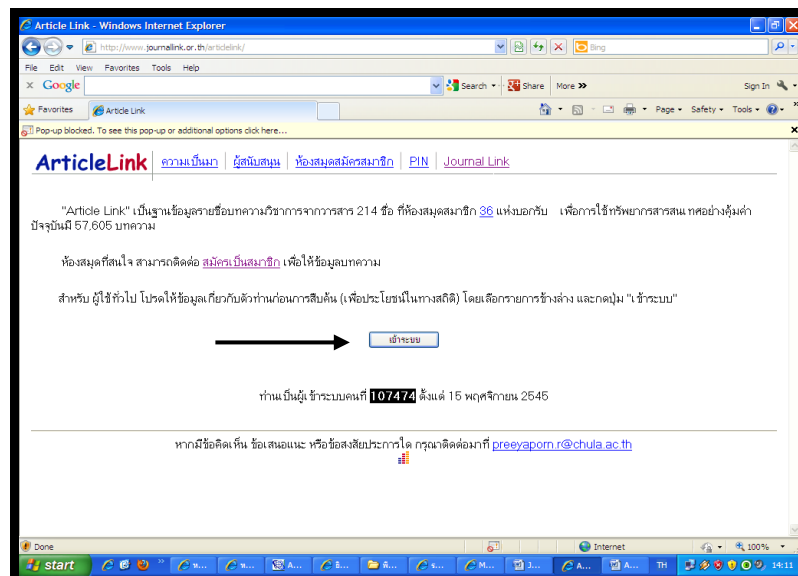 Article Link - Windows Internet Explorer
http://www.journallink.or.th/articlelink/
Bing
File Edit View Favorites Tools Help
x Google Search Share More >> Sign In
Favorites Article Link Page Safety Tools
Pop-up blocked. To see this pop-up or additional options click here...
ArticleLink ความเป็นมา ผู้สนับสนุน ห้องสมุดสมัครสมาชิก PIN Journal Link
"Article Link" เป็นฐานข้อมูลรายชื่อบทความวิชาการจากวารสาร 214 ชื่อ ที่ห้องสมุดสมาชิก 36 แห่งบอกรับ เพื่อการใช้ทรัพยากรสารสนเทศอย่างคุ้มค่า
ปัจจุบันมี 57,605 บทความ
ห้องสมุดที่สนใจ สามารถติดต่อ สมัครเป็นสมาชิก เพื่อให้ข้อมูลบทความ
สำหรับ ผู้ใช้ทั่วไป โปรดให้ข้อมูลเกี่ยวกับตัวท่านก่อนการสืบค้น (เพื่อประโยชน์ในทางสถิติ) โดยเลือกรายการข้างล่าง และกดปุ่ม "เข้าระบบ"
เข้าระบบ
ท่านเป็นผู้เข้าระบบคนที่ 107474 ตั้งแต่ 15 พฤศจิกายน 2545
หากมีข้อคิดเห็น ข้อเสนอแนะ หรือข้อสงสัยประการใด กรุณาติดต่อมาที่ preeyaporn.r@chula.ac.th
Done Internet 100%
start A... M... J... A... A... TH 14:11